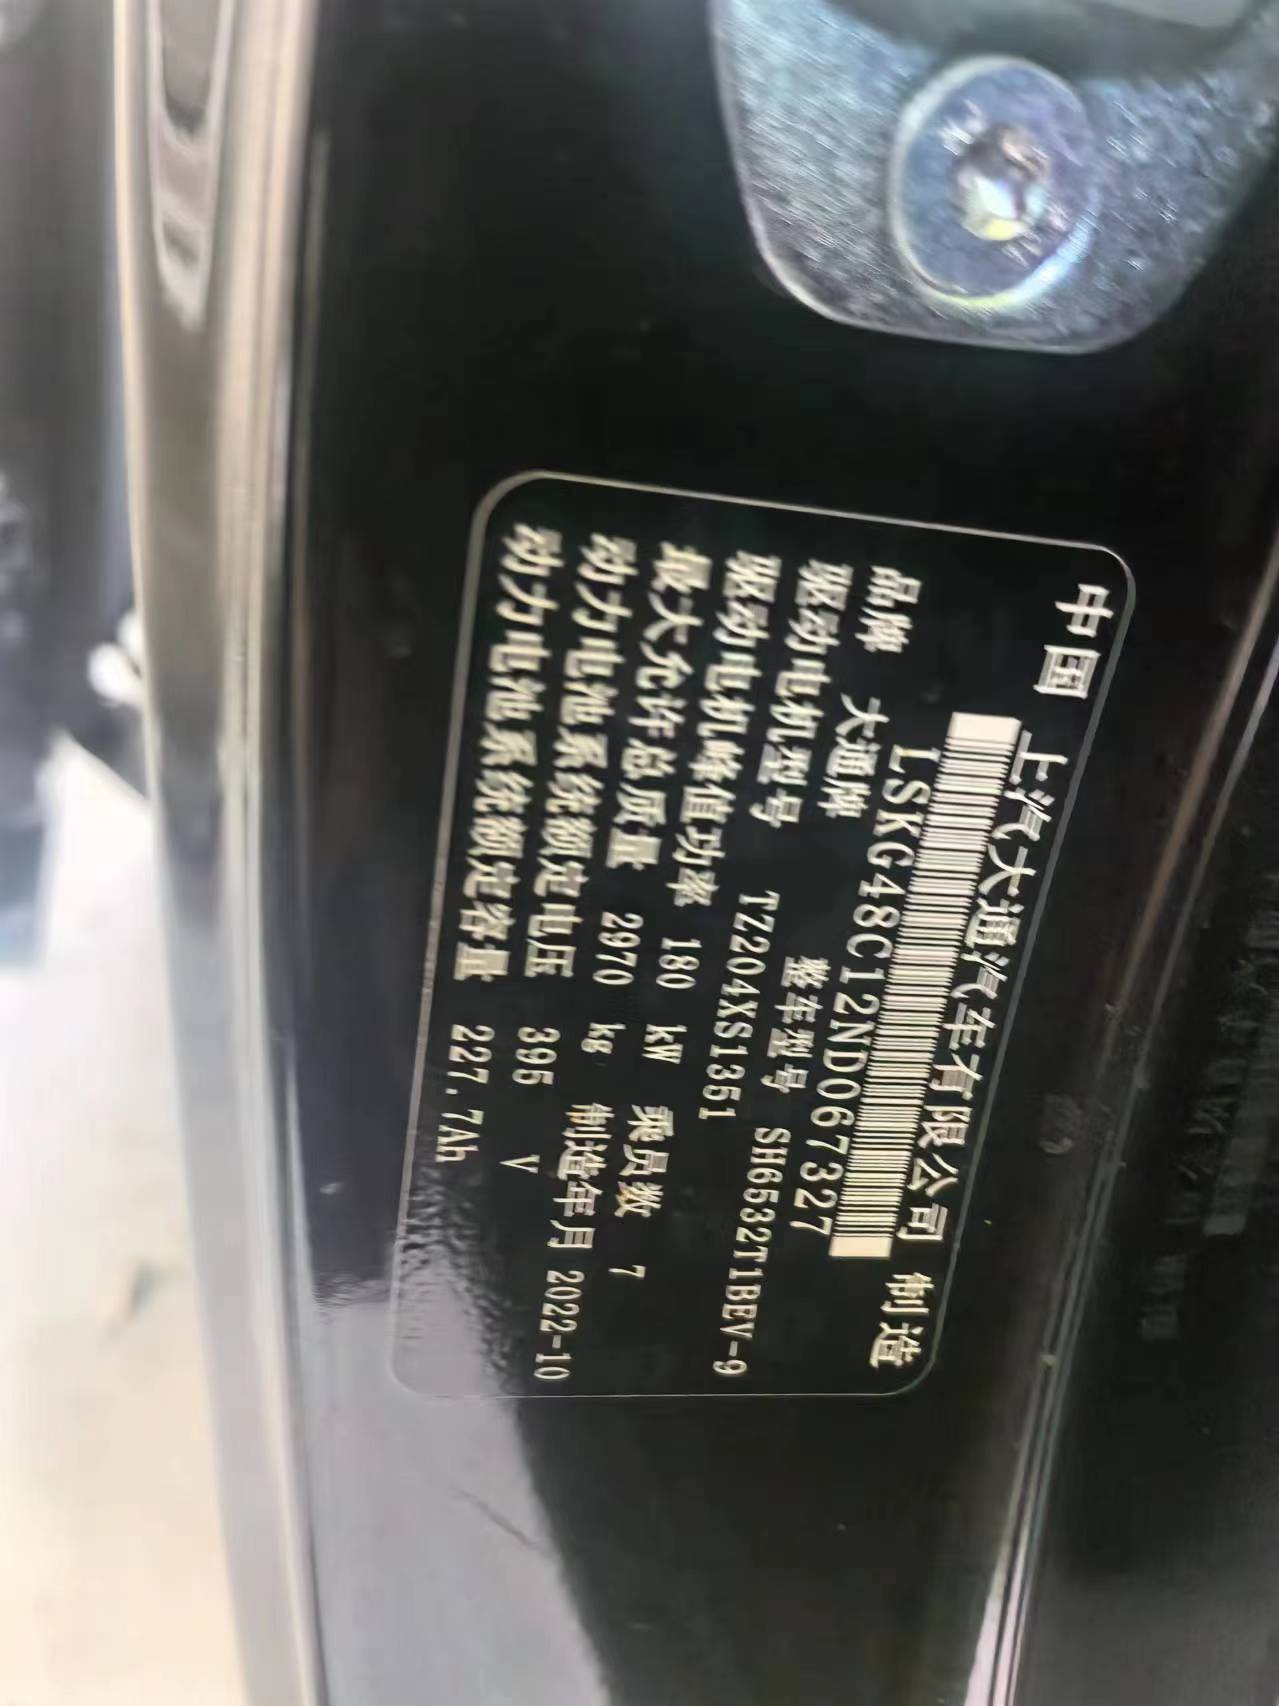 中国 上汽大通汽车有限公司 制造
LSKG48C12ND067327
品牌 大通牌 整车型号 SH6532T1BEV-9
驱动电机型号 TZ204XS1351
驱动电机峰值功率 180 kW 乘员数 7
最大允许总质量 2970 kg 制造年月 2022-10
动力电池系统额定电压 395 V
动力电池系统额定容量 227.7Ah